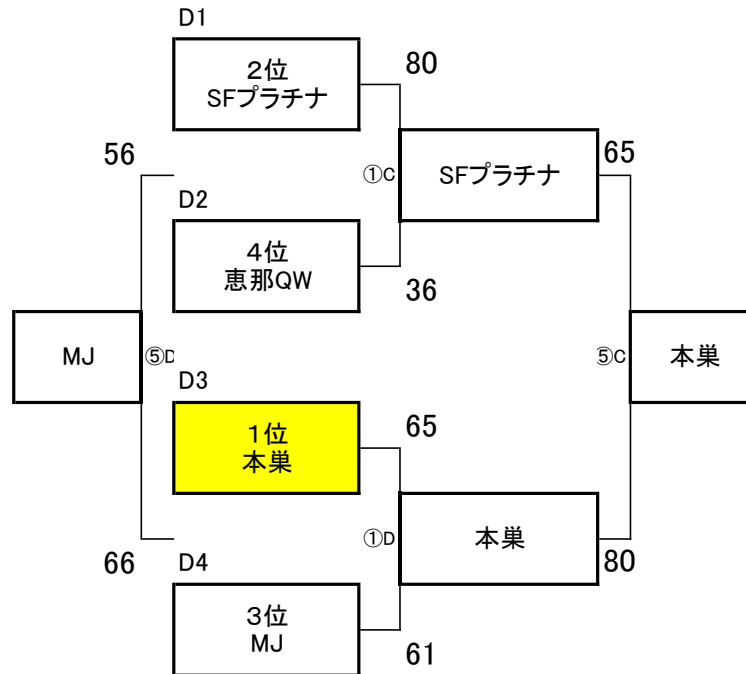 D1
２位
SFプラチナ
80
56
①C
SFプラチナ
65
D2
４位
恵那QW
36
MJ
⑤D
⑤C
本巣
D3
１位
本巣
65
①D
本巣
66
80
D4
３位
MJ
61